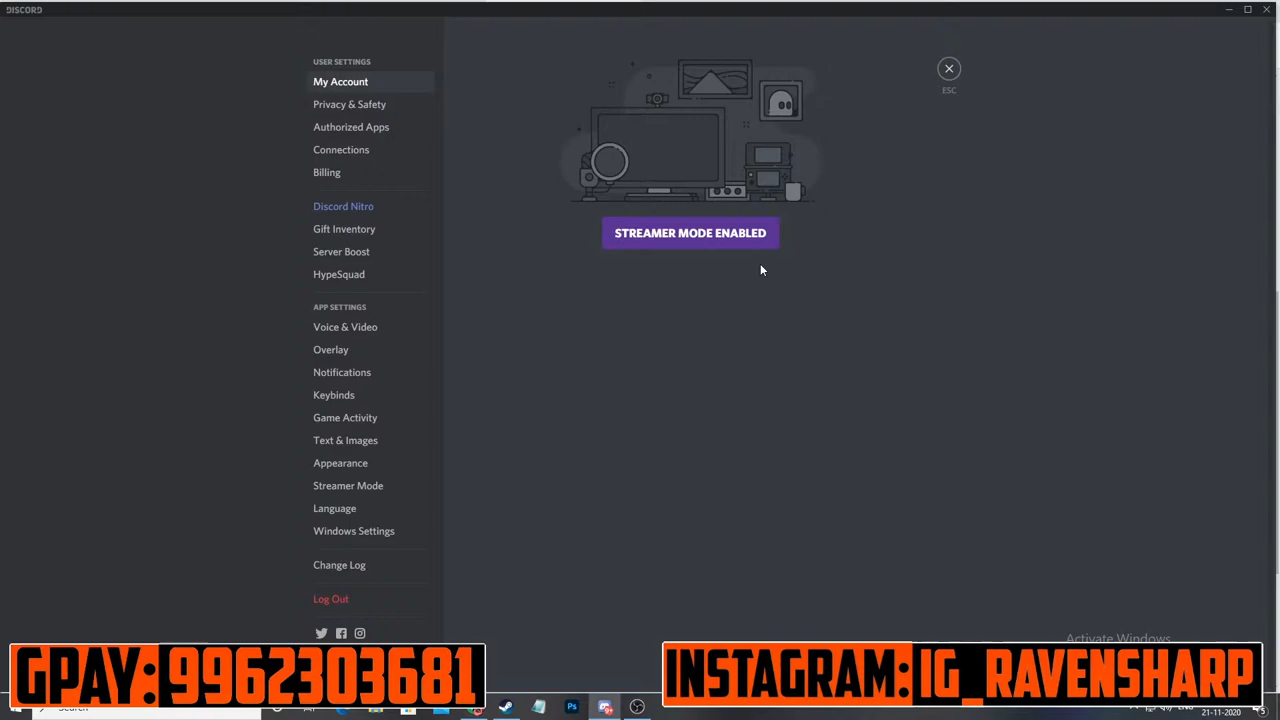 DISCORD
USER SETTINGS
My Account
Privacy & Safety
Authorized Apps
Connections
Billing
Discord Nitro
Gift Inventory
Server Boost
HypeSquad
APP SETTINGS
Voice & Video
Overlay
Notifications
Keybinds
Game Activity
Text & Images
Appearance
Streamer Mode
Language
Windows Settings
Change Log
Log Out
ESC
STREAMER MODE ENABLED
Activate Windows
GPAY:9962303681
INSTAGRAM:IG_RAVENSHARP
Ps
21-11-2020
5